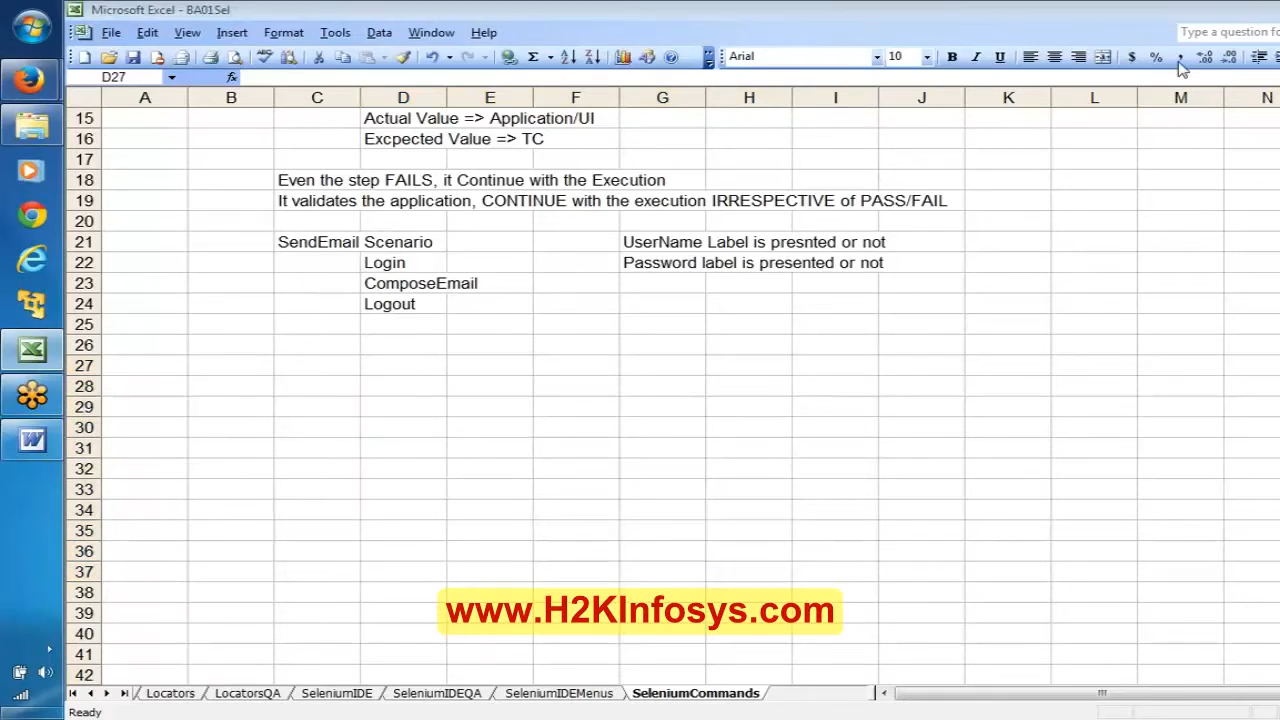 Microsoft Excel - BA01Sel
File Edit View Insert Format Tools Data Window Help
Type a question fo
Arial 10 B I U $ %
D27 fx
A B C D E F G H I J K L M N
15 Actual Value => Application/UI
16 Excpected Value => TC
17
18 Even the step FAILS, it Continue with the Execution
19 It validates the application, CONTINUE with the execution IRRESPECTIVE of PASS/FAIL
20
21 SendEmail Scenario UserName Label is presnted or not
22 Login Password label is presented or not
23 ComposeEmail
24 Logout
25
26
27
28
29
30
31
32
33
34
35
36
37
38
39
40
41
42
www.H2KInfosys.com
Locators LocatorsQA SeleniumIDE SeleniumIDEQA SeleniumIDEMenus SeleniumCommands
Ready